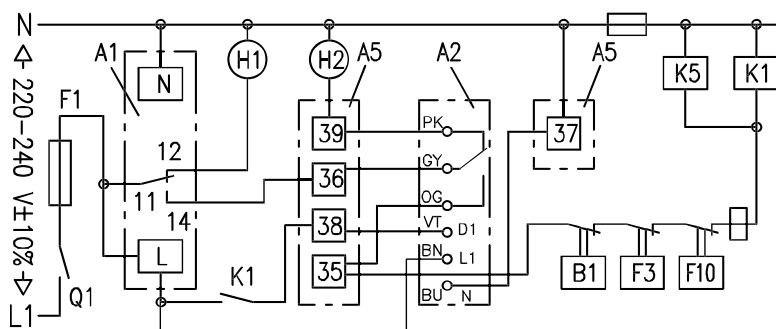 N
A1
H1
H2
A5
A2
A5
K5
K1
N
F1
220-240 V±10%
12
11
14
39
36
38
35
PK
GY
OG
VT D1
BN L1
BU N
37
L
K1
Q1
L1
B1
F3
F10